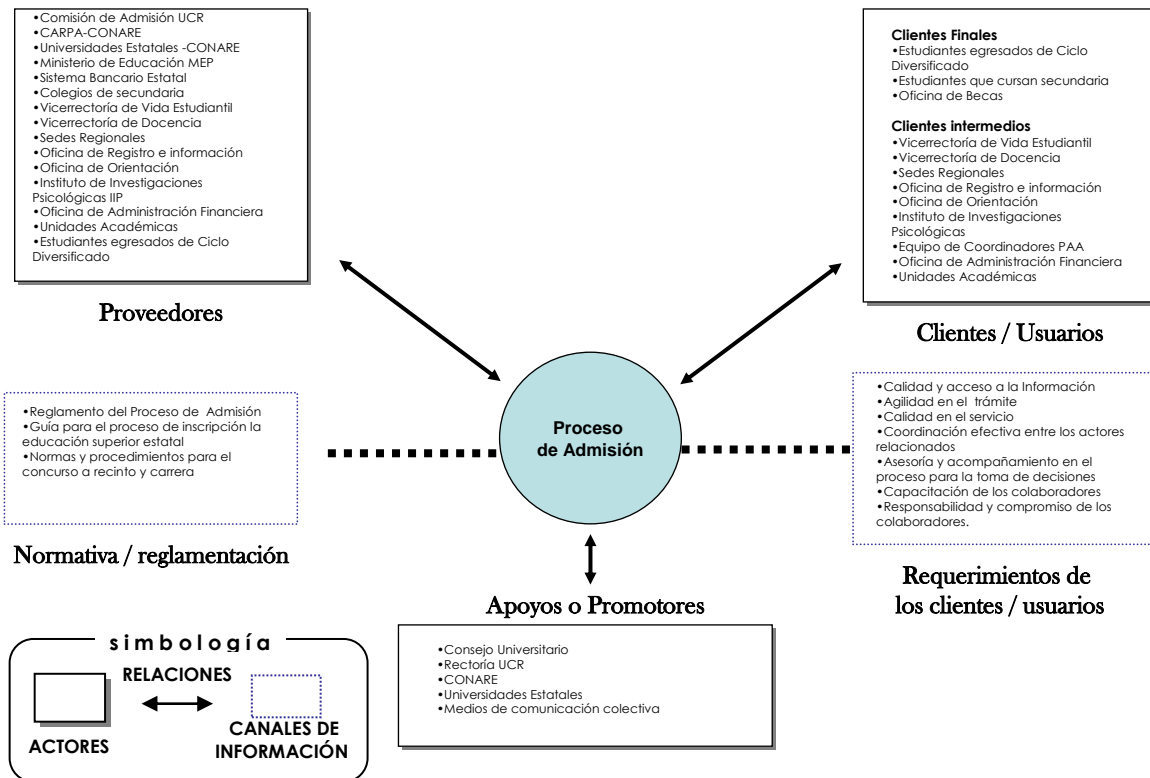 •Comisión de Admisión UCR
•CARPA-CONARE
•Universidades Estatales -CONARE
•Ministerio de Educación MEP
•Sistema Bancario Estatal
•Colegios de secundaria
•Vicerrectoría de Vida Estudiantil
•Vicerrectoría de Docencia
•Sedes Regionales
•Oficina de Registro e información
•Oficina de Orientación
•Instituto de Investigaciones
Psicológicas IIP
•Oficina de Administración Financiera
•Unidades Académicas
•Estudiantes egresados de Ciclo
Diversificado
Proveedores
Clientes Finales
•Estudiantes egresados de Ciclo
Diversificado
•Estudiantes que cursan secundaria
•Oficina de Becas
Clientes intermedios
•Vicerrectoría de Vida Estudiantil
•Vicerrectoría de Docencia
•Sedes Regionales
•Oficina de Registro e información
•Oficina de Orientación
•Instituto de Investigaciones
Psicológicas
•Equipo de Coordinadores PAA
•Oficina de Administración Financiera
•Unidades Académicas
Clientes / Usuarios
•Reglamento del Proceso de Admisión
•Guía para el proceso de inscripción la
educación superior estatal
•Normas y procedimientos para el
concurso a recinto y carrera
Normativa / reglamentación
Proceso
de Admisión
•Calidad y acceso a la Información
•Agilidad en el trámite
•Calidad en el servicio
•Coordinación efectiva entre los actores
relacionados
•Asesoría y acompañamiento en el
proceso para la toma de decisiones
•Capacitación de los colaboradores
•Responsabilidad y compromiso de los
colaboradores.
Requerimientos de
los clientes / usuarios
Apoyos o Promotores
•Consejo Universitario
•Rectoría UCR
•CONARE
•Universidades Estatales
•Medios de comunicación colectiva
simbología
RELACIONES
ACTORES
CANALES DE
INFORMACIÓN